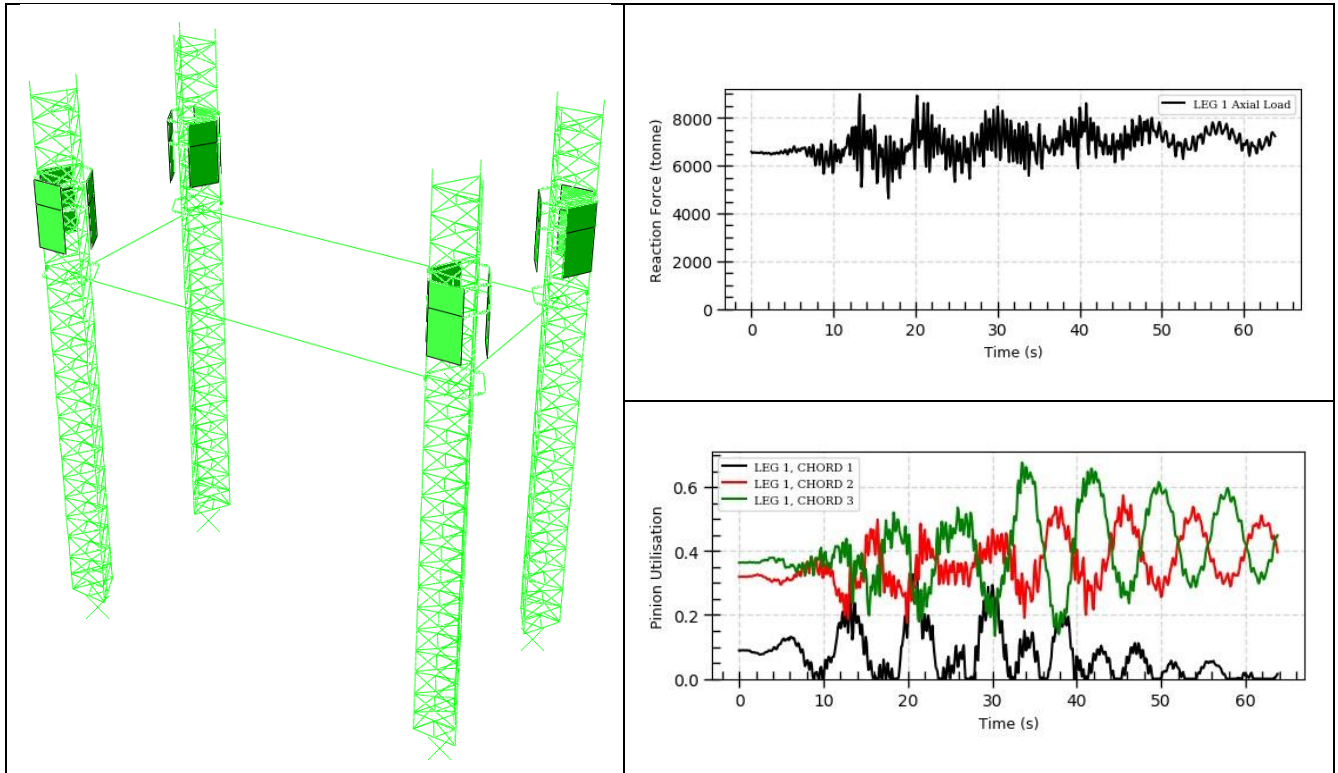 LEG 1 Axial Load
8000
6000
4000
2000
0
Reaction Force (tonne)
0 10 20 30 40 50 60
Time (s)
LEG 1, CHORD 1
LEG 1, CHORD 2
LEG 1, CHORD 3
0.6
0.4
0.2
0.0
Pinion Utilisation
0 10 20 30 40 50 60
Time (s)